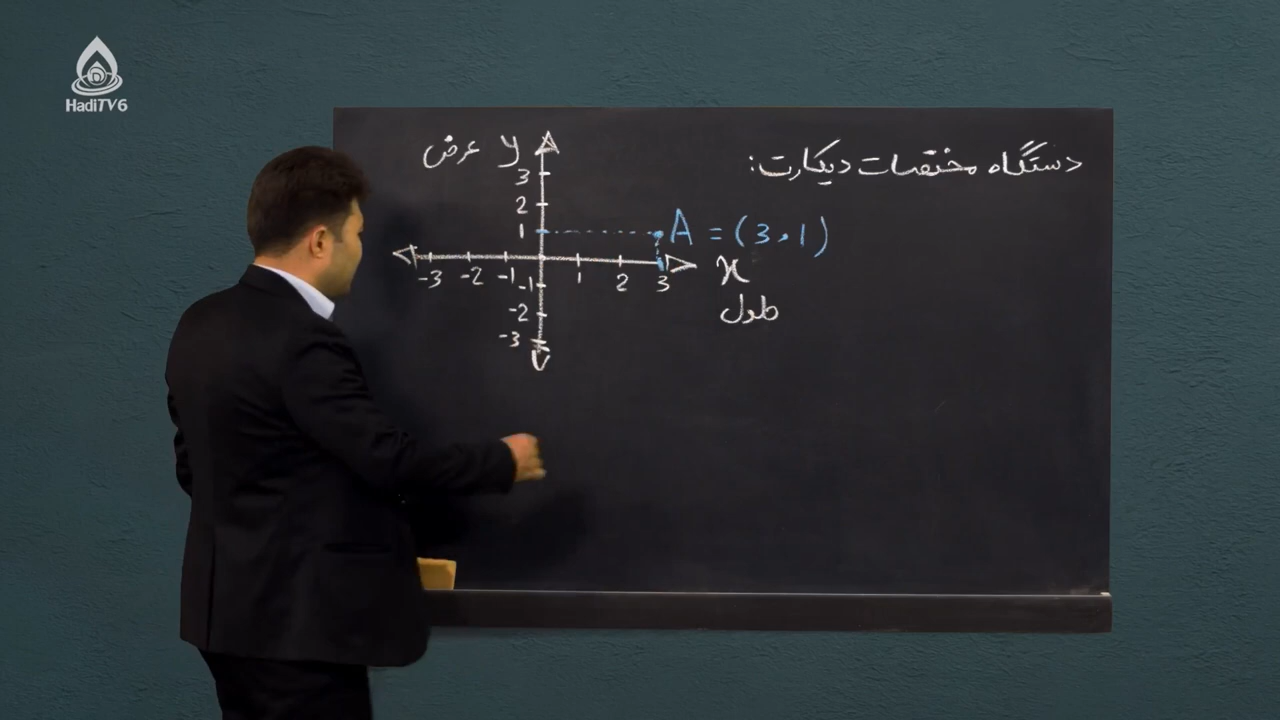 HadiTV6
دستگاه مختصات دیکارت:
y عرض
3
2
1
A = (3,1)
-3 -2 -1 1 2 3 x
طول
-1
-2
-3